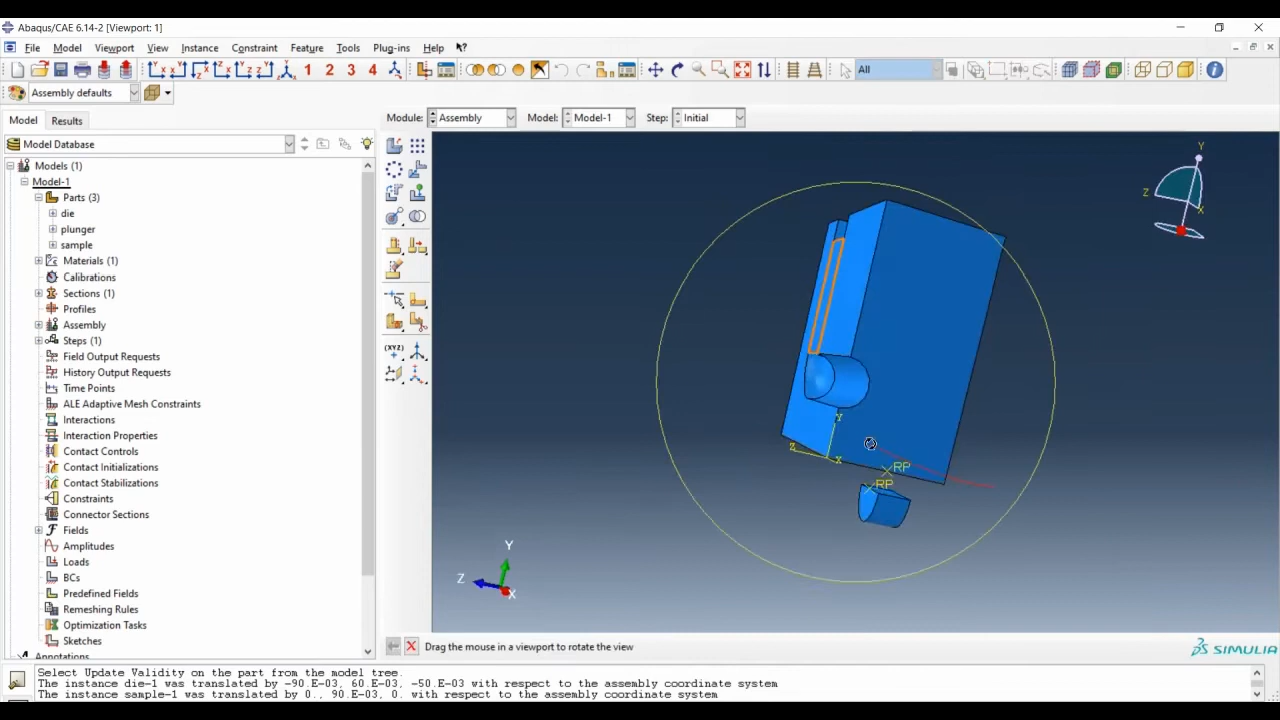 Abaqus/CAE 6.14-2 [Viewport: 1]
File Model Viewport View Instance Constraint Feature Tools Plug-ins Help
1 2 3 4 All
Assembly defaults
Model Results Module: Assembly Model: Model-1 Step: Initial
Model Database
Models (1)
Model-1
Parts (3)
die
plunger
sample
Materials (1)
Calibrations
Sections (1)
Profiles
Assembly
Steps (1)
Field Output Requests
History Output Requests
Time Points
ALE Adaptive Mesh Constraints
Interactions
Interaction Properties
Contact Controls
Contact Initializations
Contact Stabilizations
Constraints
Connector Sections
Fields
Amplitudes
Loads
BCs
Predefined Fields
Remeshing Rules
Optimization Tasks
Sketches
Annotations
(XYZ)
Y
Z
X
Y
Z
X
RP
RP
Y
Z
X
Drag the mouse in a viewport to rotate the view
SIMULIA
Select Update Validity on the part from the model tree.
The instance die-1 was translated by -90.E-03, 60.E-03, -50.E-03 with respect to the assembly coordinate system
The instance sample-1 was translated by 0., 90.E-03, 0. with respect to the assembly coordinate system